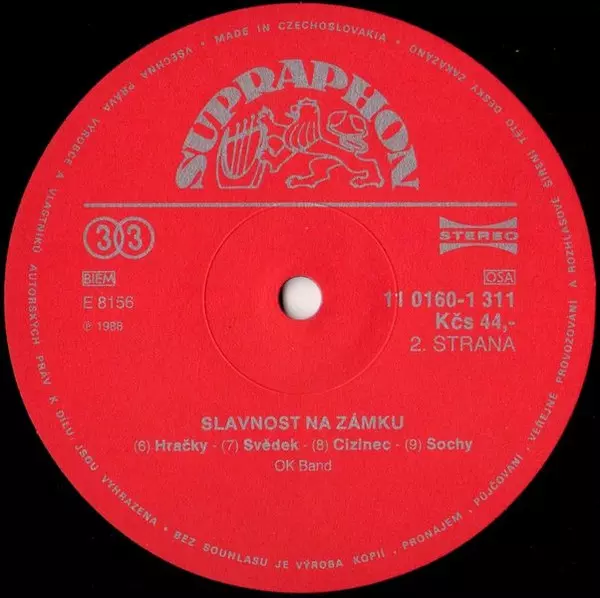 • MADE IN CZECHOSLOVAKIA • VŠECHNA PRÁVA VÝROBCE A VLASTNÍKŮ AUTORSKÝCH PRÁV K DÍLU JSOU VYHRAZENA • BEZ SOUHLASU JE VÝROBA KOPIÍ • PRONÁJEM • PŮJČOVÁNÍ • VEŘEJNÉ PROVOZOVÁNÍ A ROZHLASOVÉ ŠÍŘENÍ TÉTO DESKY ZAKÁZÁNO
SUPRAPHON
33
STEREO
BIEM
OSA
E 8156
11 0160-1 311
℗ 1988
Kčs 44,-
2. STRANA
SLAVNOST NA ZÁMKU
(6) Hračky - (7) Svědek - (8) Cizinec - (9) Sochy
OK Band